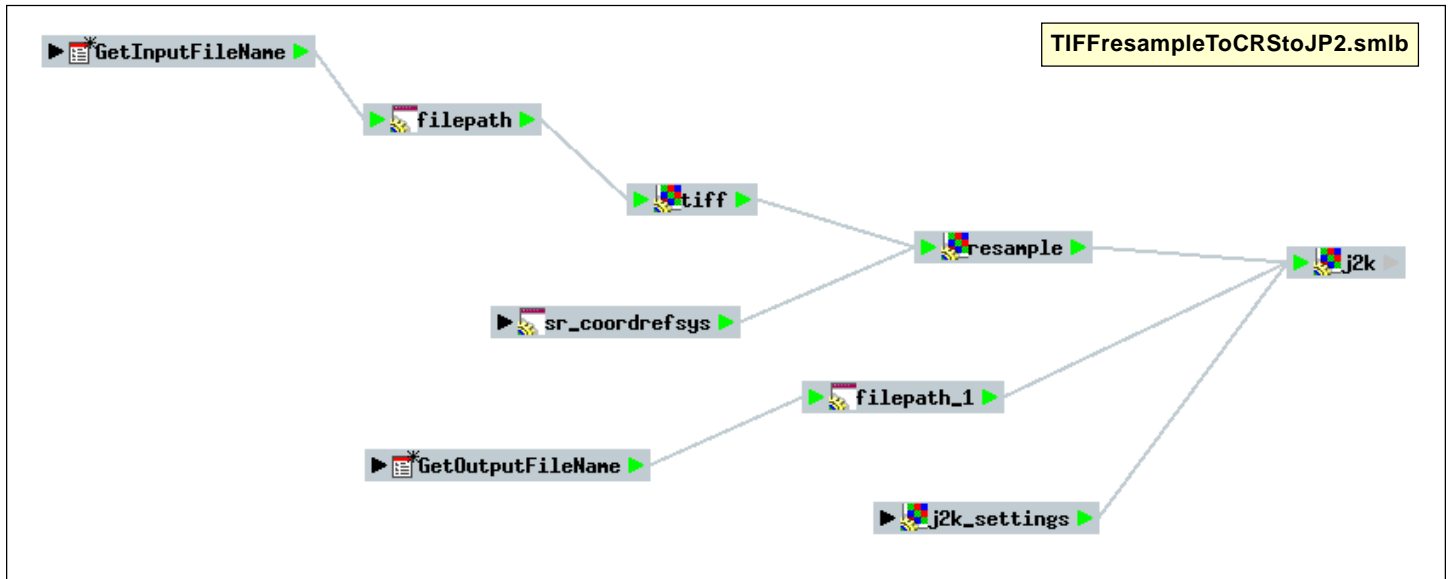 TIFFresampleToCRStoJP2.smlb
GetInputFileName
filepath
tiff
resample
j2k
sr_coordrefsys
filepath_1
GetOutputFileName
j2k_settings